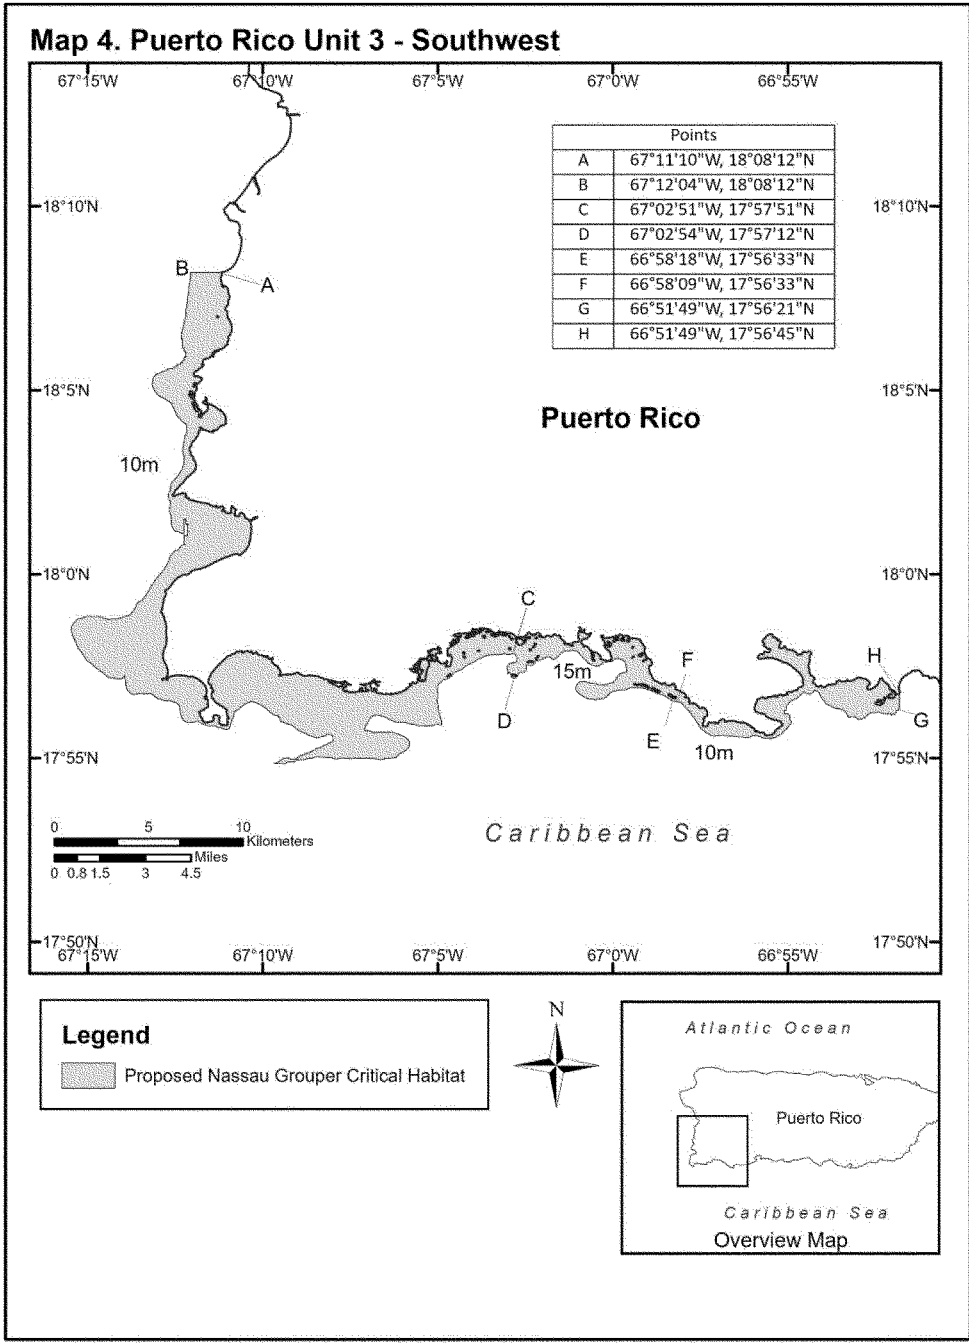 Map 4. Puerto Rico Unit 3 - Southwest
67°15'W 67°10'W 67°5'W 67°0'W 66°55'W
Points
A 67°11'10"W, 18°08'12"N
B 67°12'04"W, 18°08'12"N
C 67°02'51"W, 17°57'51"N
D 67°02'54"W, 17°57'12"N
E 66°58'18"W, 17°56'33"N
F 66°58'09"W, 17°56'33"N
G 66°51'49"W, 17°56'21"N
H 66°51'49"W, 17°56'45"N
18°10'N 18°10'N
B
A
18°5'N 18°5'N
Puerto Rico
10m
18°0'N 18°0'N
C
H
F
15m
D
G
E
10m
17°55'N 17°55'N
Caribbean Sea
0 5 10
Kilometers
Miles
0 0.8 1.5 3 4.5
17°50'N 17°50'N
67°15'W 67°10'W 67°5'W 67°0'W 66°55'W
Legend
Proposed Nassau Grouper Critical Habitat
N
Atlantic Ocean
Puerto Rico
Caribbean Sea
Overview Map